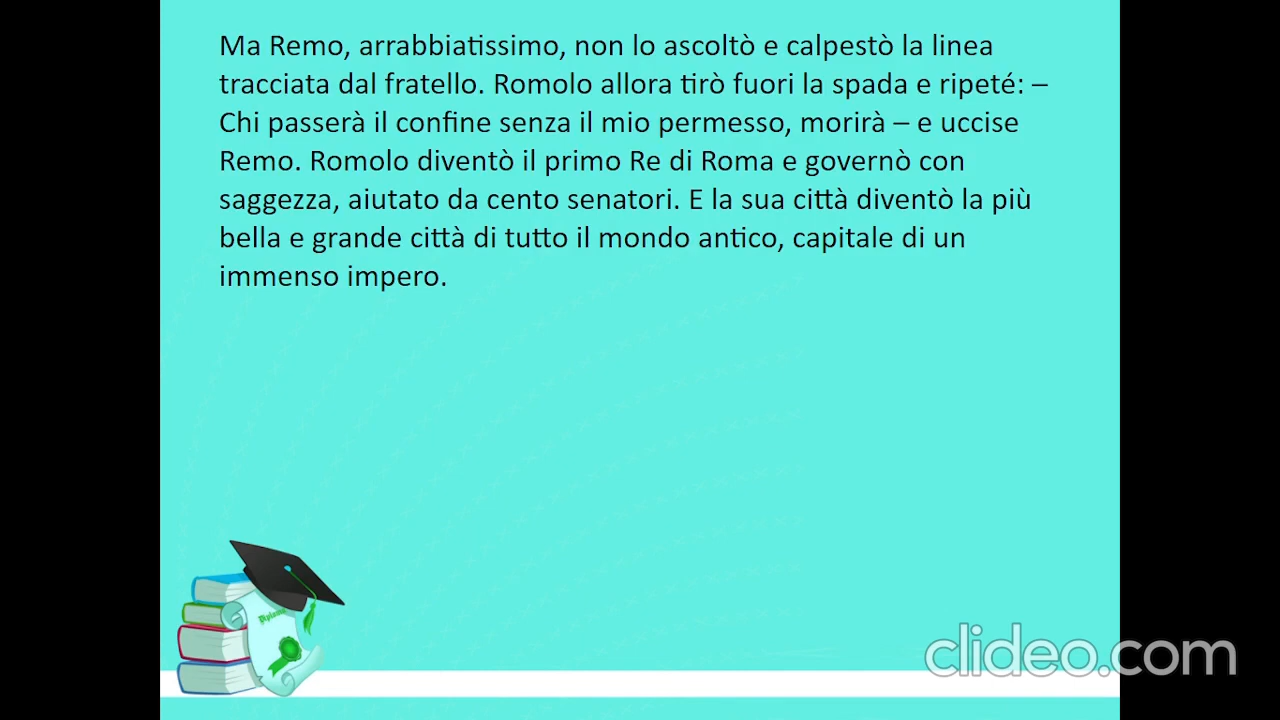 Ma Remo, arrabbiatissimo, non lo ascoltò e calpestò la linea
tracciata dal fratello. Romolo allora tirò fuori la spada e ripeté: –
Chi passerà il confine senza il mio permesso, morirà – e uccise
Remo. Romolo diventò il primo Re di Roma e governò con
saggezza, aiutato da cento senatori. E la sua città diventò la più
bella e grande città di tutto il mondo antico, capitale di un
immenso impero.
clideo.com